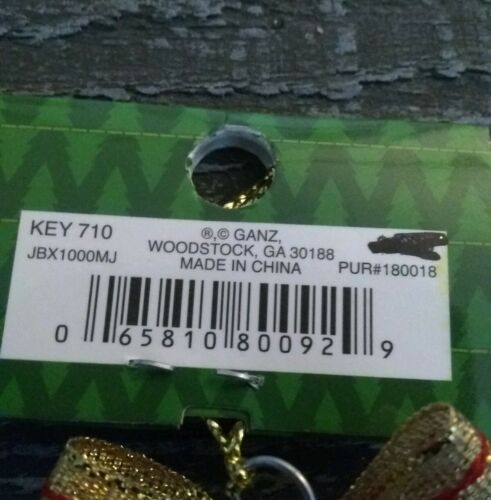 KEY 710
JBX1000MJ
®,© GANZ,
WOODSTOCK, GA 30188
MADE IN CHINA
PUR#180018
0 65810 80092 9